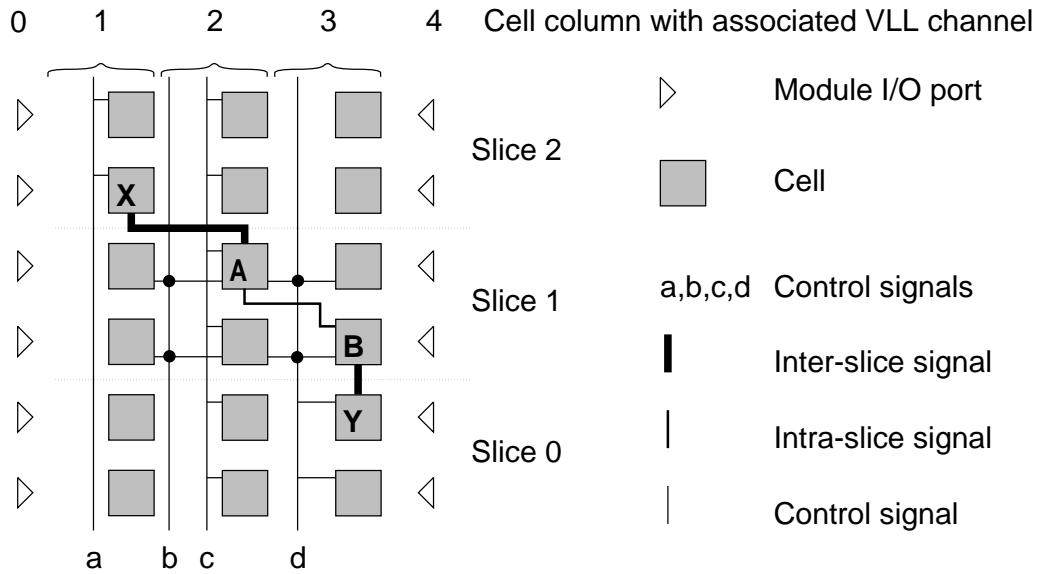 0 1 2 3 4 Cell column with associated VLL channel
Module I/O port
Slice 2
X
Cell
A
Slice 1
a,b,c,d Control signals
B
Inter-slice signal
Y
Slice 0
Intra-slice signal
Control signal
a b c d